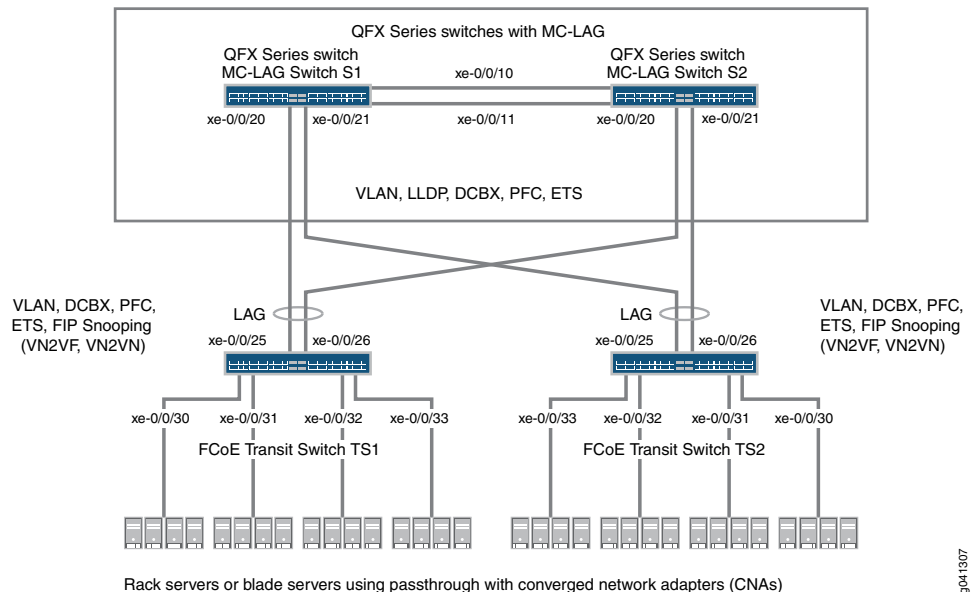 QFX Series switches with MC-LAG
QFX Series switch
MC-LAG Switch S1
QFX Series switch
MC-LAG Switch S2
xe-0/0/10
xe-0/0/20
xe-0/0/21
xe-0/0/11
xe-0/0/20
xe-0/0/21
VLAN, LLDP, DCBX, PFC, ETS
VLAN, DCBX, PFC,
ETS, FIP Snooping
(VN2VF, VN2VN)
LAG
LAG
VLAN, DCBX, PFC,
ETS, FIP Snooping
(VN2VF, VN2VN)
xe-0/0/25
xe-0/0/26
xe-0/0/25
xe-0/0/26
xe-0/0/30
xe-0/0/31
xe-0/0/32
xe-0/0/33
xe-0/0/33
xe-0/0/32
xe-0/0/31
xe-0/0/30
FCoE Transit Switch TS1
FCoE Transit Switch TS2
Rack servers or blade servers using passthrough with converged network adapters (CNAs)
g041307